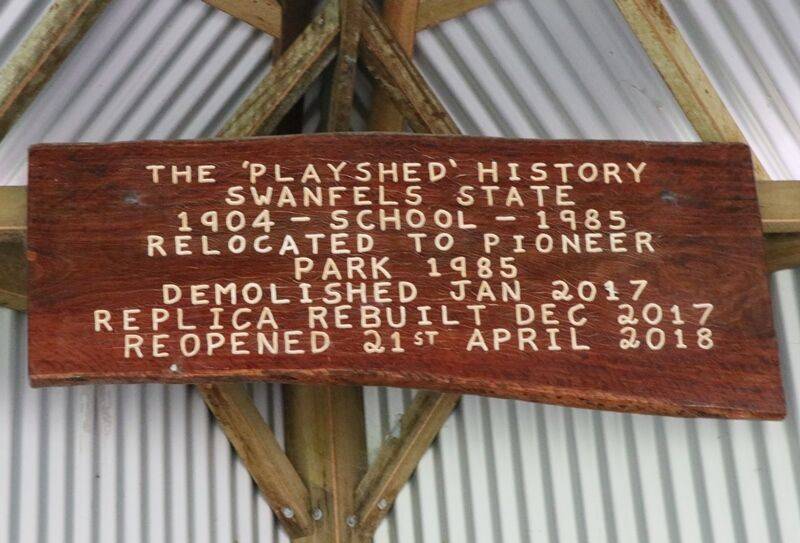 THE 'PLAYSHED' HISTORY
SWANFELS STATE
1904 - SCHOOL - 1985
RELOCATED TO PIONEER
PARK 1985
DEMOLISHED JAN 2017
REPLICA REBUILT DEC 2017
REOPENED 21ST APRIL 2018